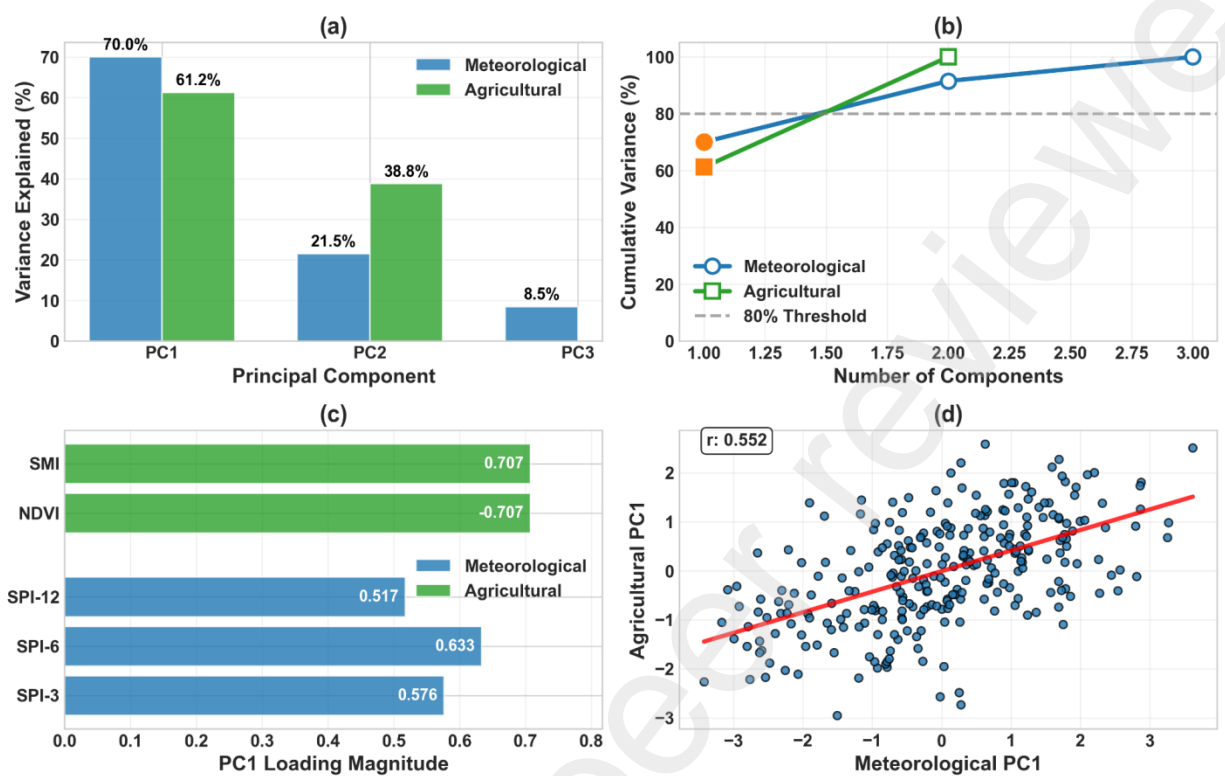 (a)
70.0%
61.2%
21.5%
38.8%
8.5%
Meteorological
Agricultural
Variance Explained (%)
70
60
50
40
30
20
10
0
PC1 PC2 PC3
Principal Component
(b)
Cumulative Variance (%)
100
80
60
40
20
0
Meteorological
Agricultural
80% Threshold
1.00 1.25 1.50 1.75 2.00 2.25 2.50 2.75 3.00
Number of Components
(c)
SMI 0.707
NDVI -0.707
Meteorological
Agricultural
SPI-12 0.517
SPI-6 0.633
SPI-3 0.576
0.0 0.1 0.2 0.3 0.4 0.5 0.6 0.7 0.8
PC1 Loading Magnitude
(d)
r: 0.552
Agricultural PC1
2
1
0
−1
−2
−3
−3 −2 −1 0 1 2 3
Meteorological PC1
peer reviewe